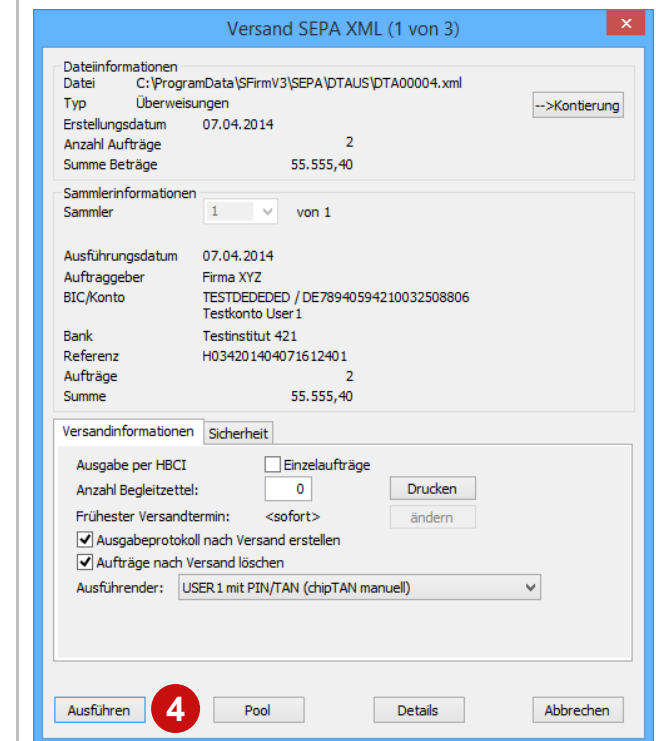 Versand SEPA XML (1 von 3)
Dateiinformationen
Datei C:\ProgramData\SFirmV3\SEPA\DTAUS\DTA00004.xml
Typ Überweisungen
-->Kontierung
Erstellungsdatum 07.04.2014
Anzahl Aufträge 2
Summe Beträge 55.555,40
Sammlerinformationen
Sammler 1 von 1
Ausführungsdatum 07.04.2014
Auftraggeber Firma XYZ
BIC/Konto TESTDEDEDED / DE78940594210032508806
Testkonto User1
Bank Testinstitut 421
Referenz H034201404071612401
Aufträge 2
Summe 55.555,40
Versandinformationen Sicherheit
Ausgabe per HBCI Einzelaufträge
Anzahl Begleitzettel: 0 Drucken
Frühester Versandtermin: <sofort> ändern
Ausgabeprotokoll nach Versand erstellen
Aufträge nach Versand löschen
Ausführender: USER1 mit PIN/TAN (chipTAN manuell)
Ausführen 4 Pool Details Abbrechen